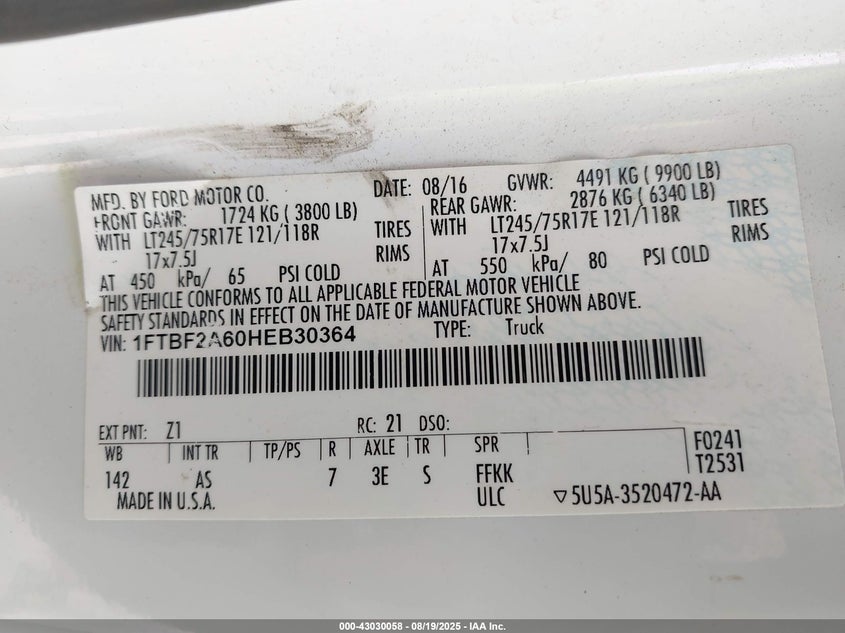 MFD. BY FORD MOTOR CO. DATE: 08/16 GVWR: 4491 KG ( 9900 LB)
FRONT GAWR: 1724 KG ( 3800 LB) REAR GAWR: 2876 KG ( 6340 LB)
WITH LT245/75R17E 121/118R TIRES WITH LT245/75R17E 121/118R TIRES
17x7.5J RIMS 17x7.5J RIMS
AT 450 kPa/ 65 PSI COLD AT 550 kPa/ 80 PSI COLD
THIS VEHICLE CONFORMS TO ALL APPLICABLE FEDERAL MOTOR VEHICLE
SAFETY STANDARDS IN EFFECT ON THE DATE OF MANUFACTURE SHOWN ABOVE.
VIN: 1FTBF2A60HEB30364 TYPE: Truck
EXT PNT: Z1 RC: 21 DSO:
WB INT TR TP/PS R AXLE TR SPR F0241
142 AS 7 3E S FFKK T2531
MADE IN U.S.A. ULC ▽5U5A-3520472-AA
000-43030058 - 08/19/2025 - IAA Inc.